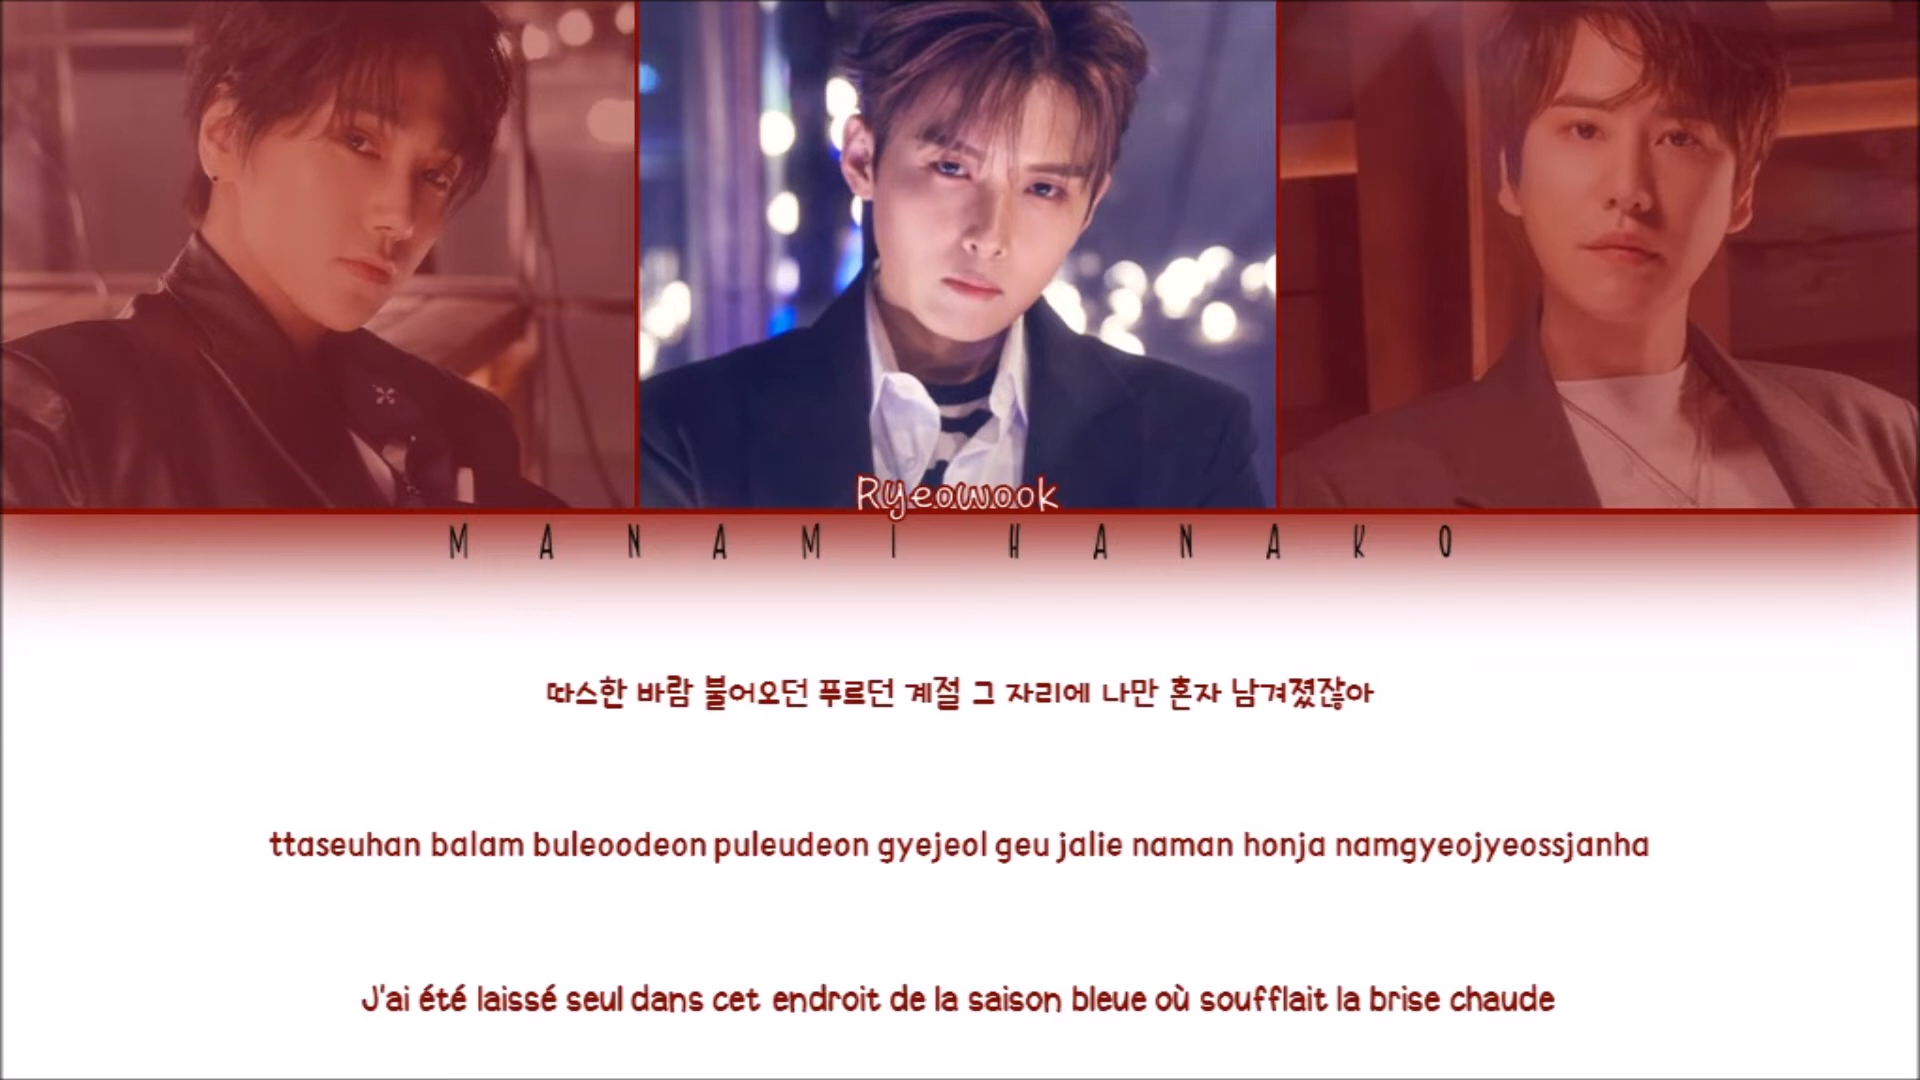 Ryeowook
MANAMI HANAKO
따스한 바람 불어오던 푸르던 계절 그 자리에 나만 혼자 남겨졌잖아
ttaseuhan balam buleoodeon puleudeon gyejeol geu jalie naman honja namgyeojyeossjanha
J'ai été laissé seul dans cet endroit de la saison bleue où soufflait la brise chaude